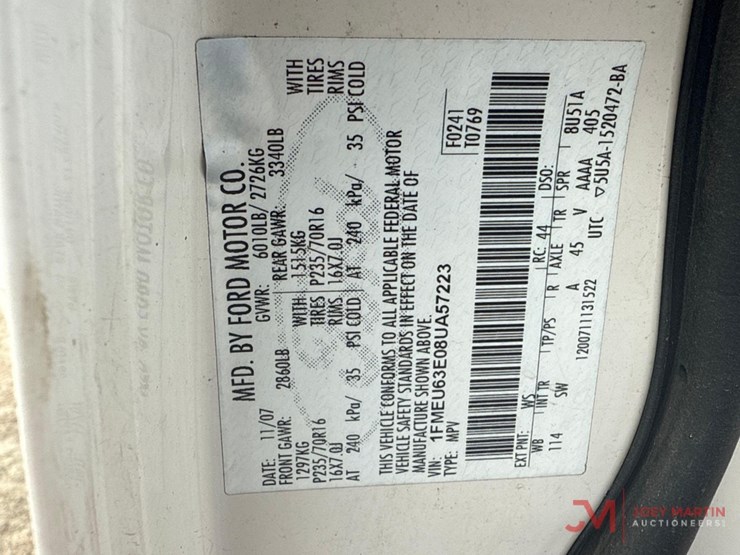 MFD. BY FORD MOTOR CO.
DATE: 11/07 GVWR: 6010LB/ 2726KG
FRONT GAWR: 2860LB REAR GAWR: 3340LB
1297KG WITH 1515KG WITH
P235/70R16 TIRES P235/70R16 TIRES
16X7.0J RIMS 16X7.0J RIMS
AT 240 kPa/ 35 PSI COLD AT 240 kPa/ 35 PSI COLD
THIS VEHICLE CONFORMS TO ALL APPLICABLE FEDERAL MOTOR
VEHICLE SAFETY STANDARDS IN EFFECT ON THE DATE OF
MANUFACTURE SHOWN ABOVE.
VIN: 1FMEU63E08UA57223
TYPE: MPV
F0241
T0769
EXT PNT: WS RC: 44 DSO:
WB INT TR TP/PS R AXLE TR SPR 8U51A
114 SW A 45 V AAAA 405
1200711131522 UTC ▽5U5A-1520472-BA
JM JOEY MARTIN
AUCTIONEERS